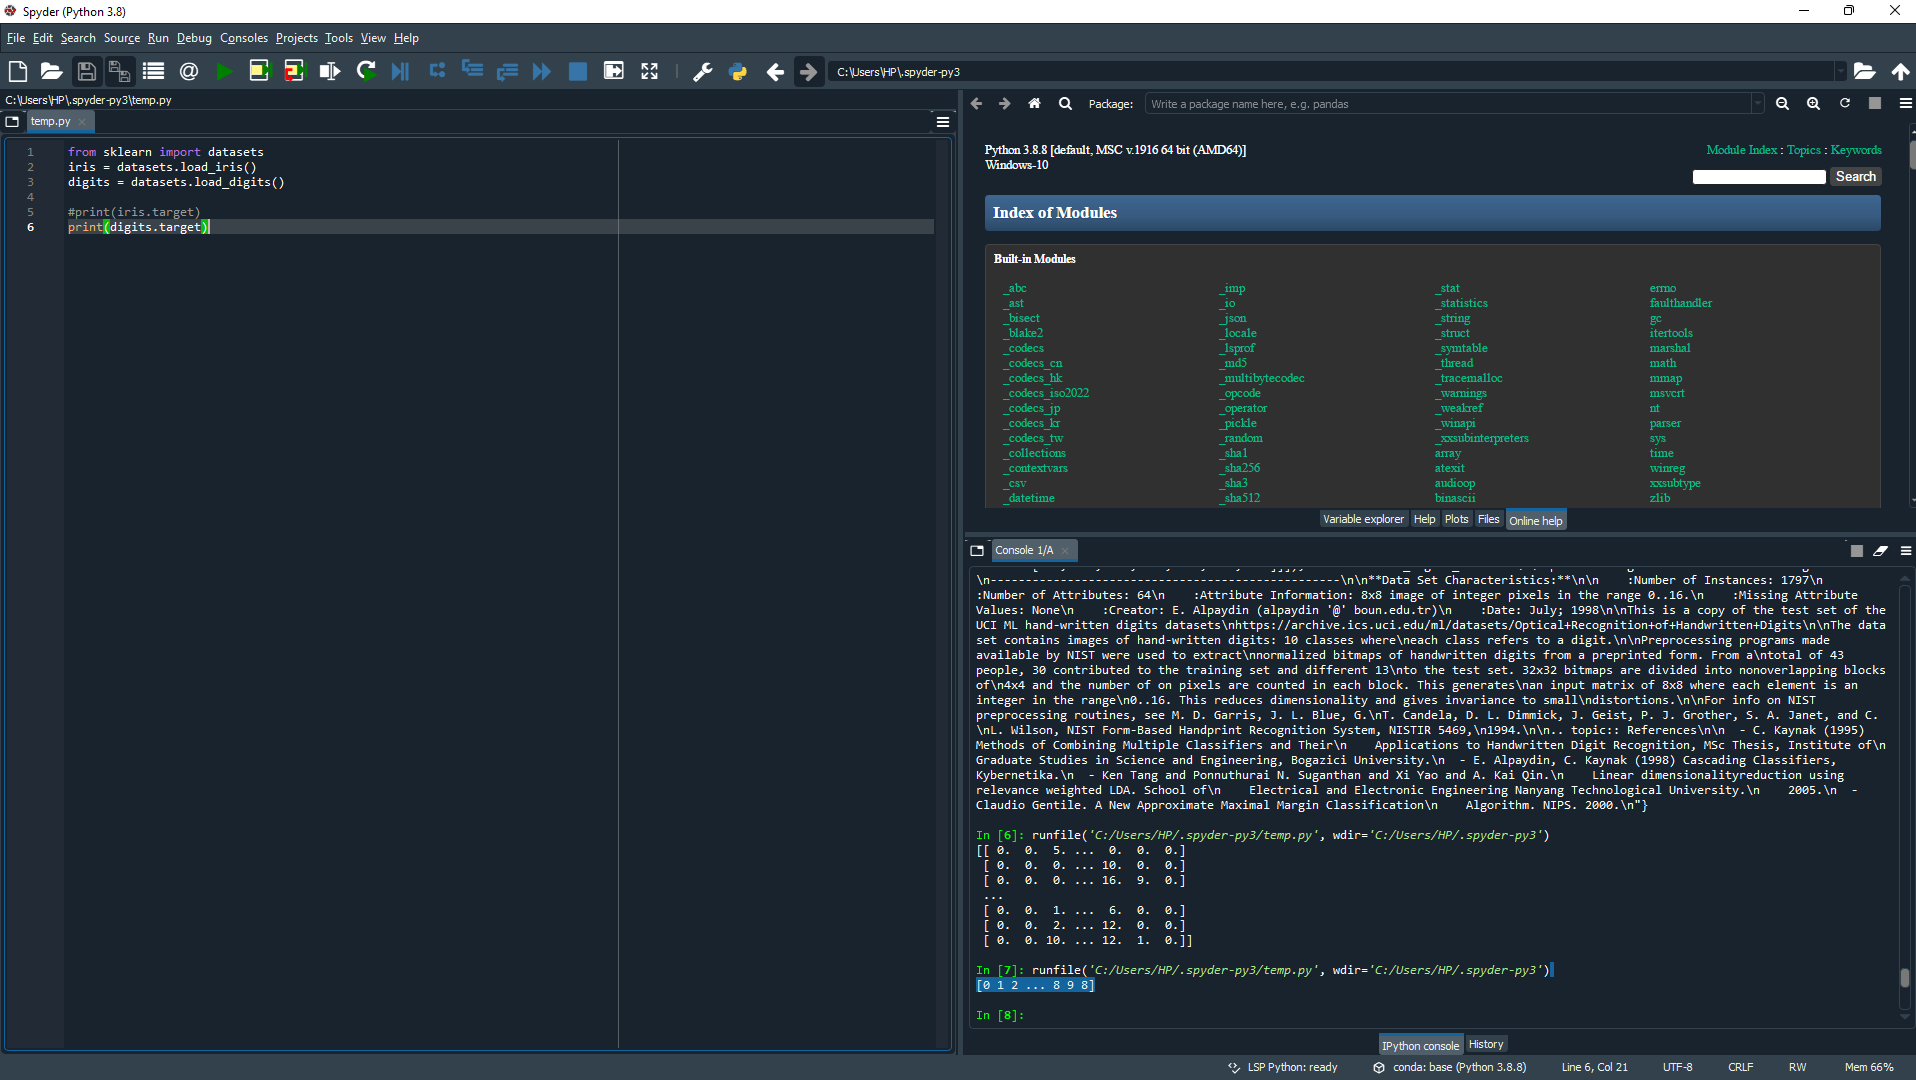 Spyder (Python 3.8)
File Edit Search Source Run Debug Consoles Projects Tools View Help
C:\Users\HP\.spyder-py3
C:\Users\HP\.spyder-py3\temp.py
temp.py
1 from sklearn import datasets
2 iris = datasets.load_iris()
3 digits = datasets.load_digits()
4
5 #print(iris.target)
6 print(digits.target)
Package: Write a package name here, e.g. pandas
Python 3.8.8 [default, MSC v.1916 64 bit (AMD64)]
Windows-10
Module Index : Topics : Keywords
Search
Index of Modules
Built-in Modules
_abc _imp _stat errno
_ast _io _statistics faulthandler
_bisect _json _string gc
_blake2 _locale _struct itertools
_codecs _lsprof _symtable marshal
_codecs_cn _md5 _thread math
_codecs_hk _multibytecodec _tracemalloc mmap
_codecs_iso2022 _opcode _warnings msvcrt
_codecs_jp _operator _weakref nt
_codecs_kr _pickle _winapi parser
_codecs_tw _random _xxsubinterpreters sys
_collections _sha1 array time
_contextvars _sha256 atexit winreg
_csv _sha3 audioop xxsubtype
_datetime _sha512 binascii zlib
Variable explorer Help Plots Files Online help
Console 1/A
\n--------------------------------------------------\n\n**Data Set Characteristics:**\n\n    :Number of Instances: 1797\n
:Number of Attributes: 64\n    :Attribute Information: 8x8 image of integer pixels in the range 0..16.\n    :Missing Attribute
Values: None\n    :Creator: E. Alpaydin (alpaydin '@' boun.edu.tr)\n    :Date: July; 1998\n\nThis is a copy of the test set of the
UCI ML hand-written digits datasets\nhttps://archive.ics.uci.edu/ml/datasets/Optical+Recognition+of+Handwritten+Digits\n\nThe data
set contains images of hand-written digits: 10 classes where\neach class refers to a digit.\n\nPreprocessing programs made
available by NIST were used to extract\nnormalized bitmaps of handwritten digits from a preprinted form. From a\ntotal of 43
people, 30 contributed to the training set and different 13\nto the test set. 32x32 bitmaps are divided into nonoverlapping blocks
of\n4x4 and the number of on pixels are counted in each block. This generates\nan input matrix of 8x8 where each element is an
integer in the range\n0..16. This reduces dimensionality and gives invariance to small\ndistortions.\n\nFor info on NIST
preprocessing routines, see M. D. Garris, J. L. Blue, G.\nT. Candela, D. L. Dimmick, J. Geist, P. J. Grother, S. A. Janet, and C.
\nL. Wilson, NIST Form-Based Handprint Recognition System, NISTIR 5469,\n1994.\n\n.. topic:: References\n\n  - C. Kaynak (1995)
Methods of Combining Multiple Classifiers and Their\n    Applications to Handwritten Digit Recognition, MSc Thesis, Institute of\n
Graduate Studies in Science and Engineering, Bogazici University.\n  - E. Alpaydin, C. Kaynak (1998) Cascading Classifiers,
Kybernetika.\n  - Ken Tang and Ponnuthurai N. Suganthan and Xi Yao and A. Kai Qin.\n    Linear dimensionalityreduction using
relevance weighted LDA. School of\n    Electrical and Electronic Engineering Nanyang Technological University.\n    2005.\n  -
Claudio Gentile. A New Approximate Maximal Margin Classification\n    Algorithm. NIPS. 2000.\n"}
In [6]: runfile('C:/Users/HP/.spyder-py3/temp.py', wdir='C:/Users/HP/.spyder-py3')
[[ 0.  0.  5. ...  0.  0.  0.]
 [ 0.  0.  0. ... 10.  0.  0.]
 [ 0.  0.  0. ... 16.  9.  0.]
 ...
 [ 0.  0.  1. ...  6.  0.  0.]
 [ 0.  0.  2. ... 12.  0.  0.]
 [ 0.  0. 10. ... 12.  1.  0.]]
In [7]: runfile('C:/Users/HP/.spyder-py3/temp.py', wdir='C:/Users/HP/.spyder-py3')
[0 1 2 ... 8 9 8]
In [8]:
IPython console History
LSP Python: ready conda: base (Python 3.8.8) Line 6, Col 21 UTF-8 CRLF RW Mem 66%